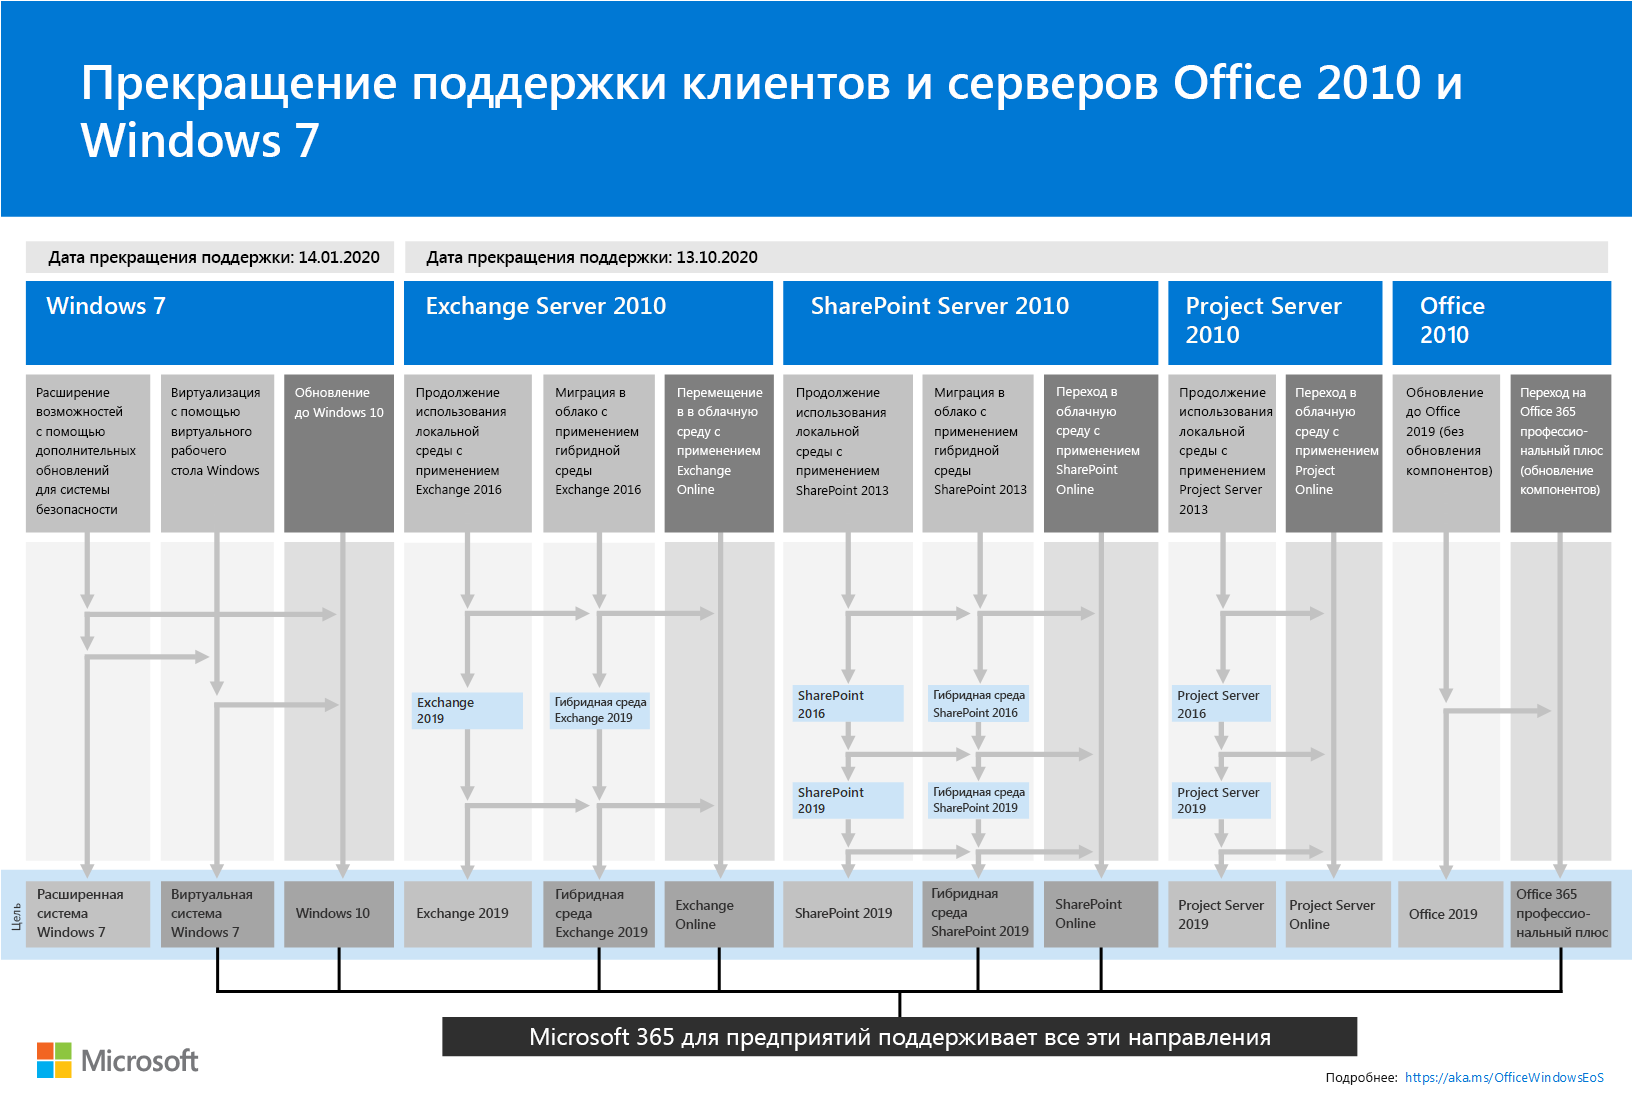 Прекращение поддержки клиентов и серверов Office 2010 и
Windows 7
Дата прекращения поддержки: 14.01.2020
Дата прекращения поддержки: 13.10.2020
Windows 7
Exchange Server 2010
SharePoint Server 2010
Project Server
2010
Office
2010
Расширение
возможностей
с помощью
дополнительных
обновлений
для системы
безопасности
Виртуализация
с помощью
виртуального
рабочего
стола Windows
Обновление
до Windows 10
Продолжение
использования
локальной
среды с
применением
Exchange 2016
Миграция в
облако с
применением
гибридной
среды
Exchange 2016
Перемещение
в в облачную
среду с
применением
Exchange
Online
Продолжение
использования
локальной
среды с
применением
SharePoint 2013
Миграция в
облако с
применением
гибридной
среды
SharePoint 2013
Переход в
облачную
среду с
применением
SharePoint
Online
Продолжение
использования
локальной
среды с
применением
Project Server
2013
Переход в
облачную
среду с
применением
Project
Online
Обновление
до Office
2019 (без
обновления
компонентов)
Переход на
Office 365
профессио-
нальный плюс
(обновление
компонентов)
Exchange
2019
Гибридная среда
Exchange 2019
SharePoint
2016
Гибридная среда
SharePoint 2016
Project Server
2016
SharePoint
2019
Гибридная среда
SharePoint 2019
Project Server
2019
Цель
Расширенная
система
Windows 7
Виртуальная
система
Windows 7
Windows 10
Exchange 2019
Гибридная
среда
Exchange 2019
Exchange
Online
SharePoint 2019
Гибридная
среда
SharePoint 2019
SharePoint
Online
Project Server
2019
Project Server
Online
Office 2019
Office 365
профессио-
нальный плюс
Microsoft 365 для предприятий поддерживает все эти направления
Microsoft
Подробнее: https://aka.ms/OfficeWindowsEoS